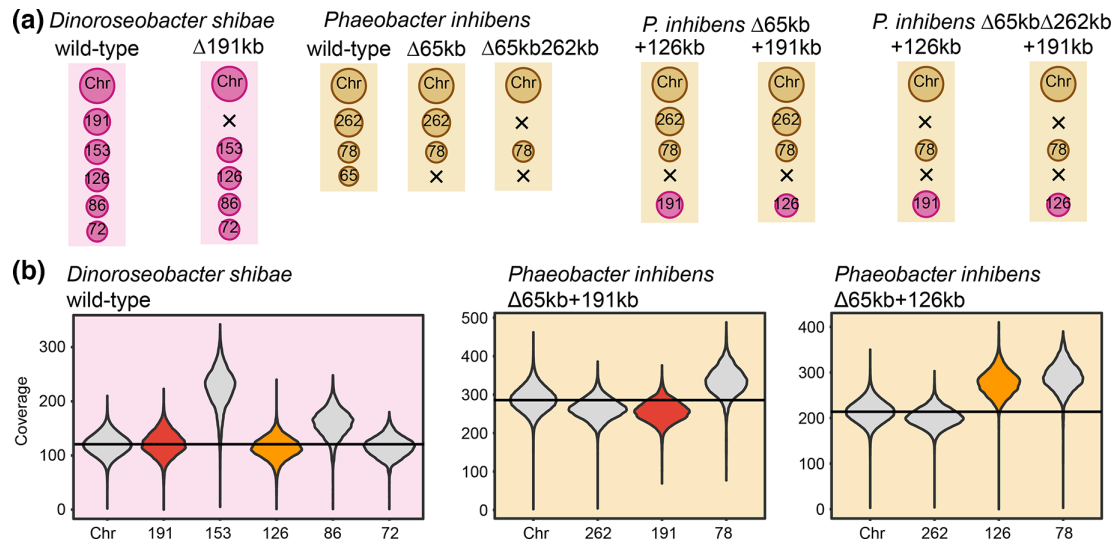 (a) Dinoroseobacter shibae Phaeobacter inhibens P. inhibens Δ65kb P. inhibens Δ65kbΔ262kb
wild-type Δ191kb wild-type Δ65kb Δ65kb262kb +126kb +191kb +126kb +191kb
Chr Chr Chr Chr Chr Chr Chr Chr Chr
191 × 262 262 × 262 262 × ×
153 153 78 78 78 78 78 78 78
126 126 65 × × × × × ×
86 86 191 126 191 126
72 72
(b) Dinoroseobacter shibae Phaeobacter inhibens Phaeobacter inhibens
wild-type Δ65kb+191kb Δ65kb+126kb
Coverage
300
200
100
0
Chr 191 153 126 86 72
500
400
300
200
100
0
Chr 262 191 78
400
300
200
100
0
Chr 262 126 78